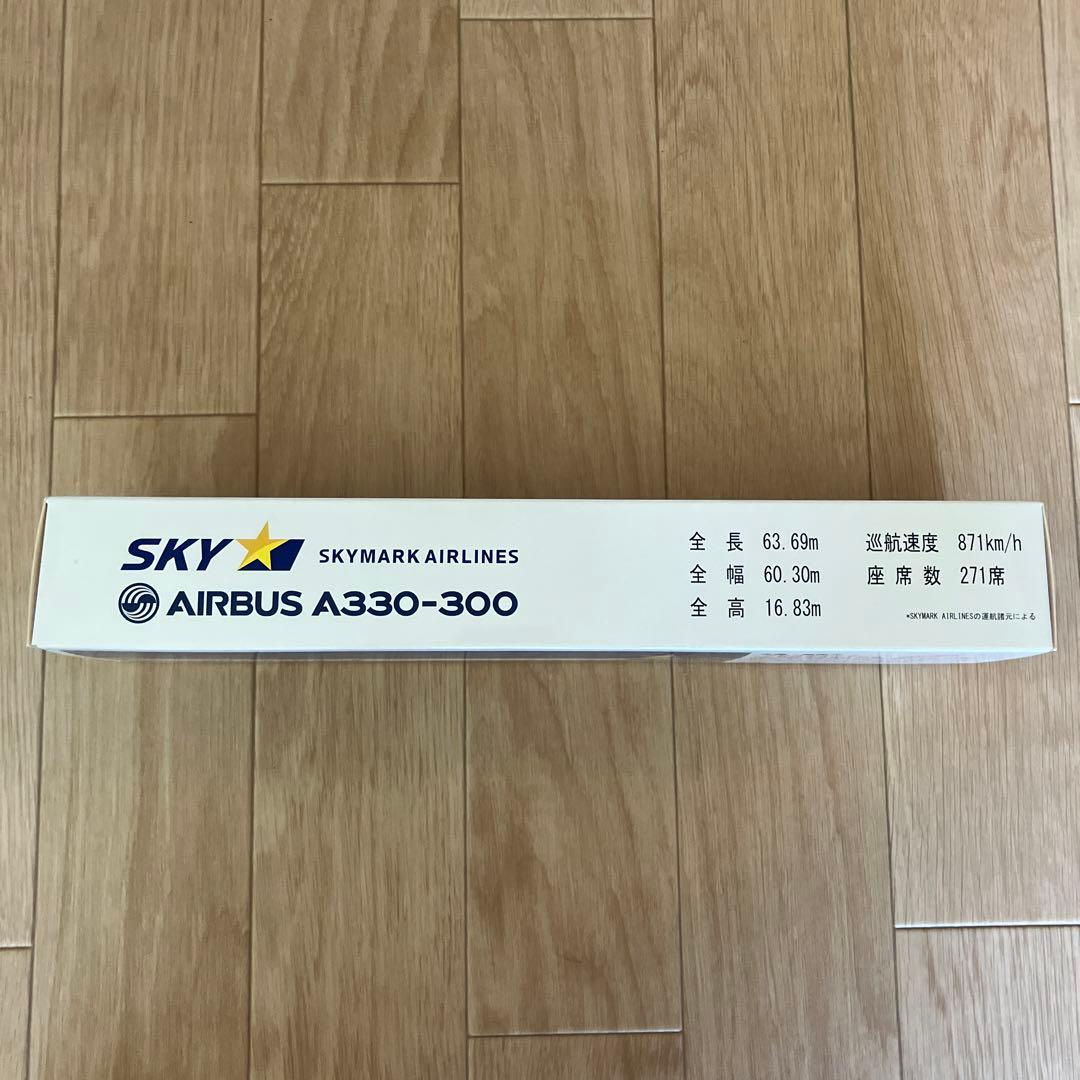 SKY SKYMARK AIRLINES
AIRBUS A330-300
全長 63.69m 巡航速度 871km/h
全幅 60.30m 座席数 271席
全高 16.83m
*SKYMARK AIRLINESの運航諸元による